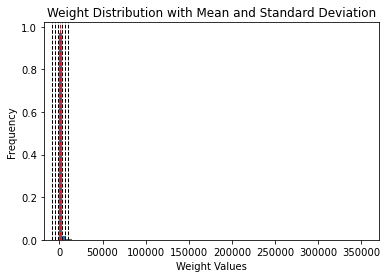 Weight Distribution with Mean and Standard Deviation
1.0
0.8
0.6
0.4
0.2
0.0
Frequency
0 50000 100000 150000 200000 250000 300000 350000
Weight Values